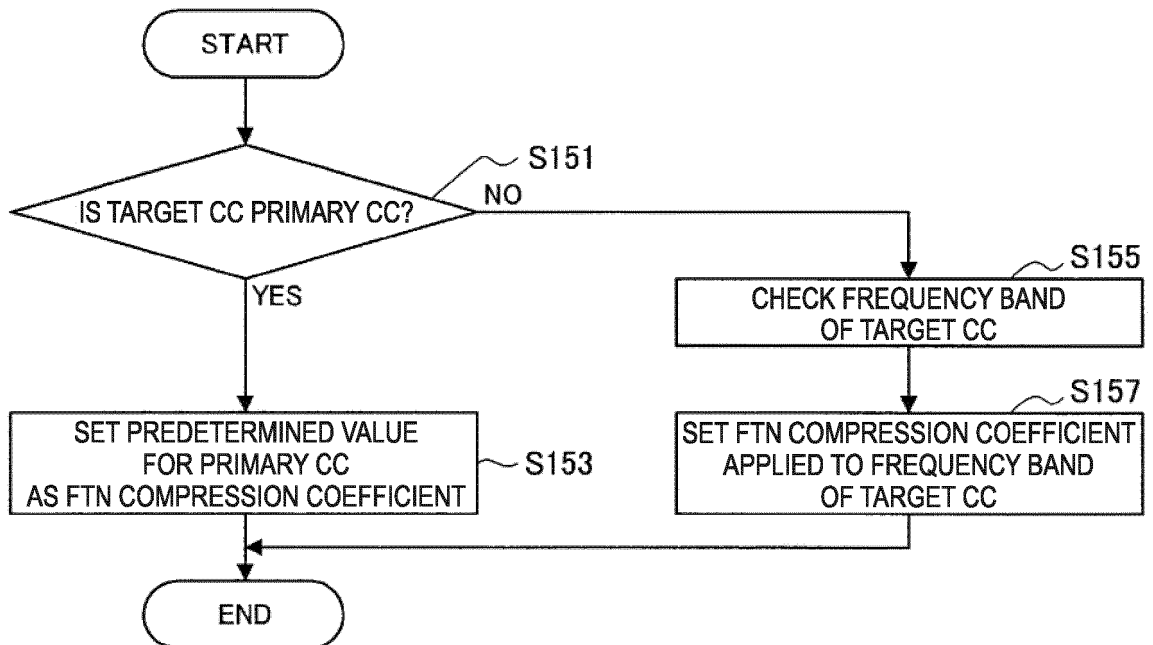 START
S151
IS TARGET CC PRIMARY CC?
NO
YES
S155
CHECK FREQUENCY BAND
OF TARGET CC
S157
SET FTN COMPRESSION COEFFICIENT
APPLIED TO FREQUENCY BAND
OF TARGET CC
SET PREDETERMINED VALUE
FOR PRIMARY CC
AS FTN COMPRESSION COEFFICIENT
S153
END